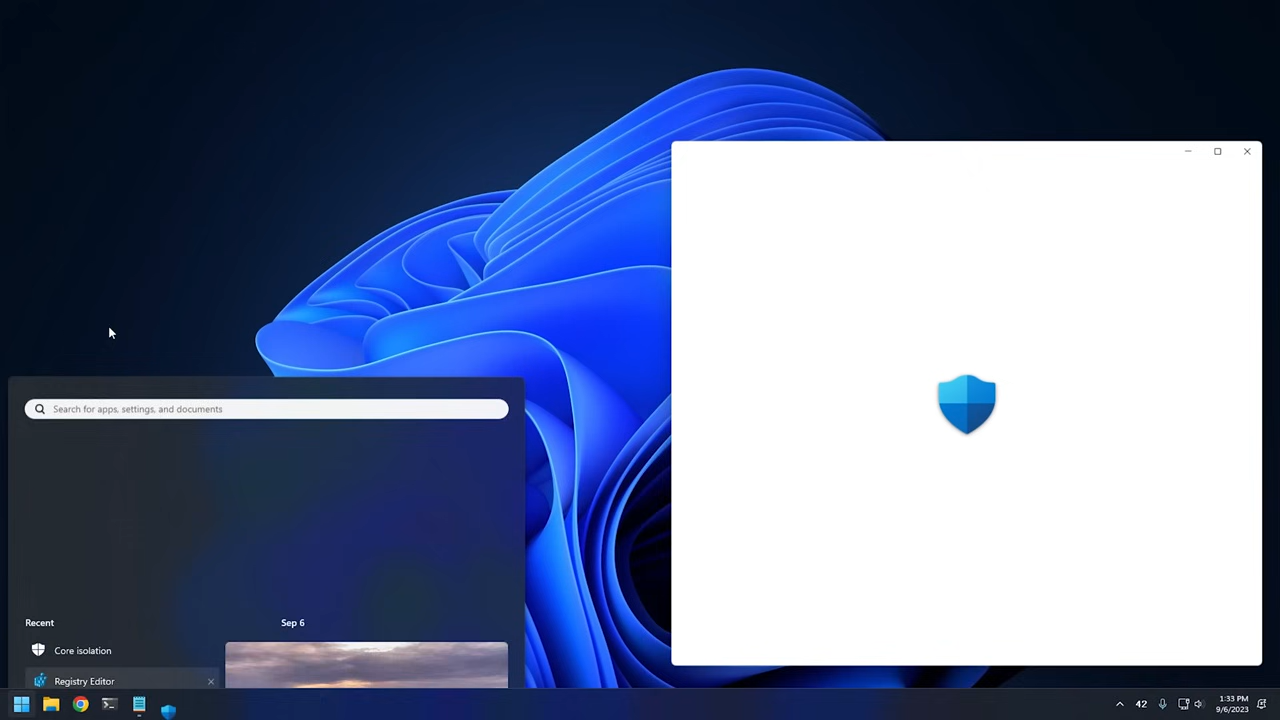 Search for apps, settings, and documents
Recent
Sep 6
Core isolation
Registry Editor
42
1:33 PM
9/6/2023